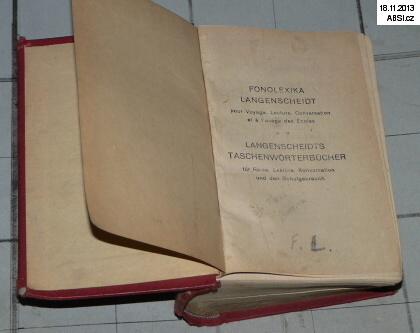 18.11.2013
ABSI.cz
FONOLEXIKA
LANGENSCHEIDT
pour Voyage, Lecture, Conversation
et à l'usage des Écoles
LANGENSCHEIDTS
TASCHENWÖRTERBÜCHER
für Reise, Lektüre, Konversation
und den Schulgebrauch
F. L.